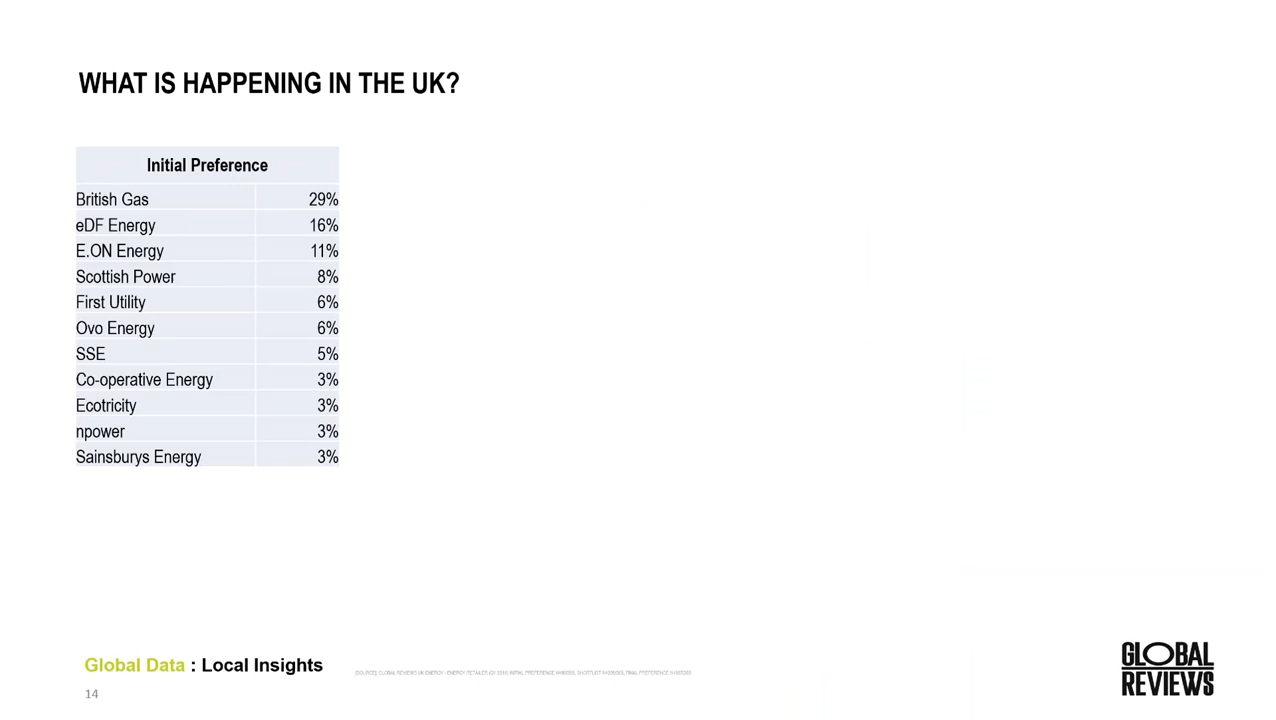 WHAT IS HAPPENING IN THE UK?
Initial Preference
British Gas 29%
eDF Energy 16%
E.ON Energy 11%
Scottish Power 8%
First Utility 6%
Ovo Energy 6%
SSE 5%
Co-operative Energy 3%
Ecotricity 3%
npower 3%
Sainsburys Energy 3%
Global Data : Local Insights
14
GLOBAL
REVIEWS